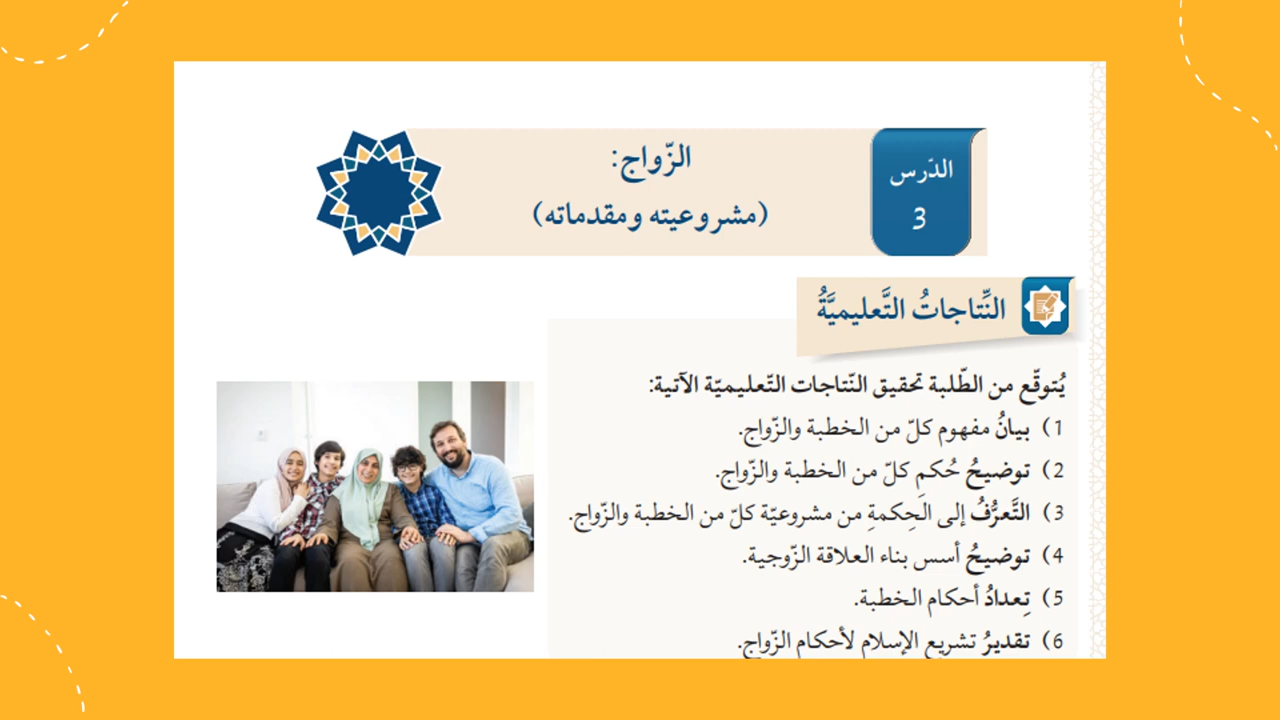 الدّرس
3
الزّواج:
(مشروعيته ومقدماته)
النِّتاجاتُ التَّعليميَّةُ
يُتوقّع من الطّلبة تحقيق النّتاجات التّعليميّة الآتية:
1) بيانُ مفهوم كلّ من الخطبة والزّواج.
2) توضيحُ حُكمِ كلّ من الخطبة والزّواج.
3) التَّعرُّفُ إلى الحِكمةِ من مشروعيّة كلّ من الخطبة والزّواج.
4) توضيحُ أسس بناء العلاقة الزّوجية.
5) تِعدادُ أحكام الخطبة.
6) تقديرُ تشريع الإسلام لأحكام الزّواج.